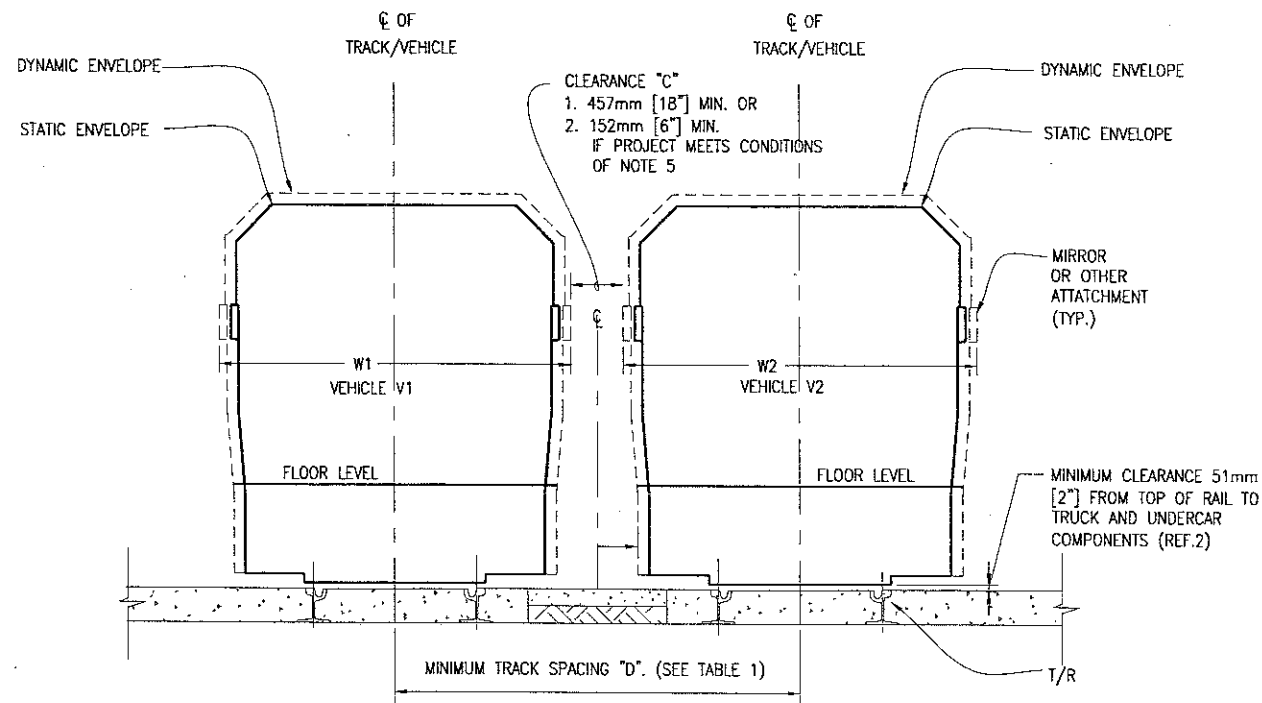 ℄ OF
TRACK/VEHICLE
℄ OF
TRACK/VEHICLE
DYNAMIC ENVELOPE
STATIC ENVELOPE
CLEARANCE "C"
1. 457mm [18"] MIN. OR
2. 152mm [6"] MIN.
IF PROJECT MEETS CONDITIONS
OF NOTE 5
DYNAMIC ENVELOPE
STATIC ENVELOPE
MIRROR
OR OTHER
ATTATCHMENT
(TYP.)
℄
W1
VEHICLE V1
W2
VEHICLE V2
FLOOR LEVEL
FLOOR LEVEL
MINIMUM CLEARANCE 51mm
[2"] FROM TOP OF RAIL TO
TRUCK AND UNDERCAR
COMPONENTS (REF.2)
MINIMUM TRACK SPACING "D". (SEE TABLE 1)
T/R